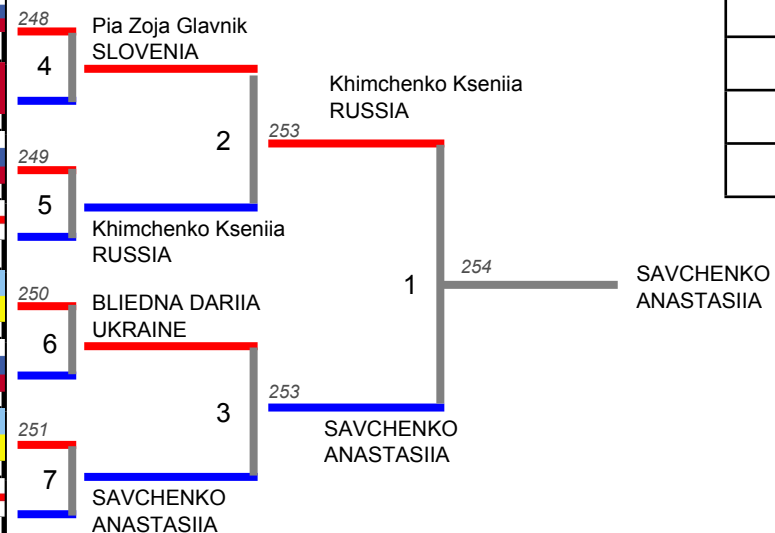 248
Pia Zoja Glavnik
SLOVENIA
4
Khimchenko Kseniia
RUSSIA
2
253
249
5
Khimchenko Kseniia
RUSSIA
1
254
SAVCHENKO
ANASTASIIA
250
BLIEDNA DARIIA
UKRAINE
6
253
3
SAVCHENKO
ANASTASIIA
251
7
SAVCHENKO
ANASTASIIA